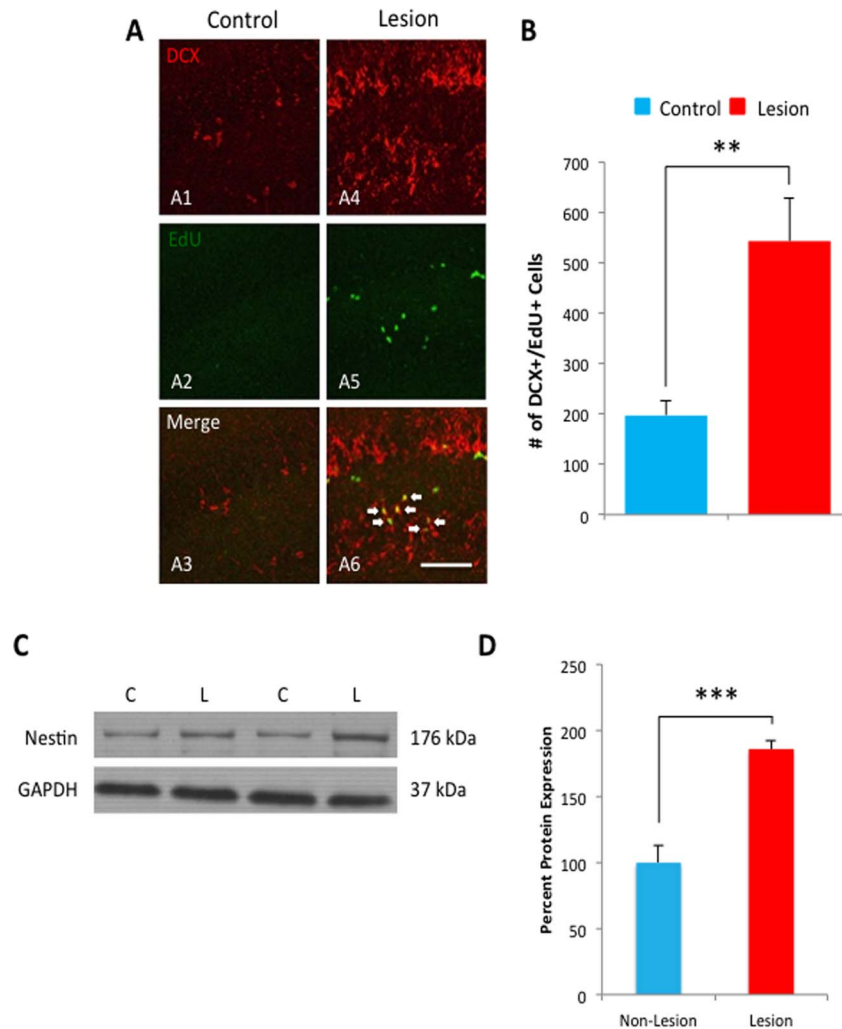 Control Lesion
A
DCX
A1
A4
EdU
A2
A5
Merge
A3
A6
B
Control Lesion
**
700
600
500
400
300
200
100
0
# of DCX+/EdU+ Cells
C
C L C L
Nestin 176 kDa
GAPDH 37 kDa
D
***
250
200
150
100
50
0
Percent Protein Expression
Non-Lesion Lesion